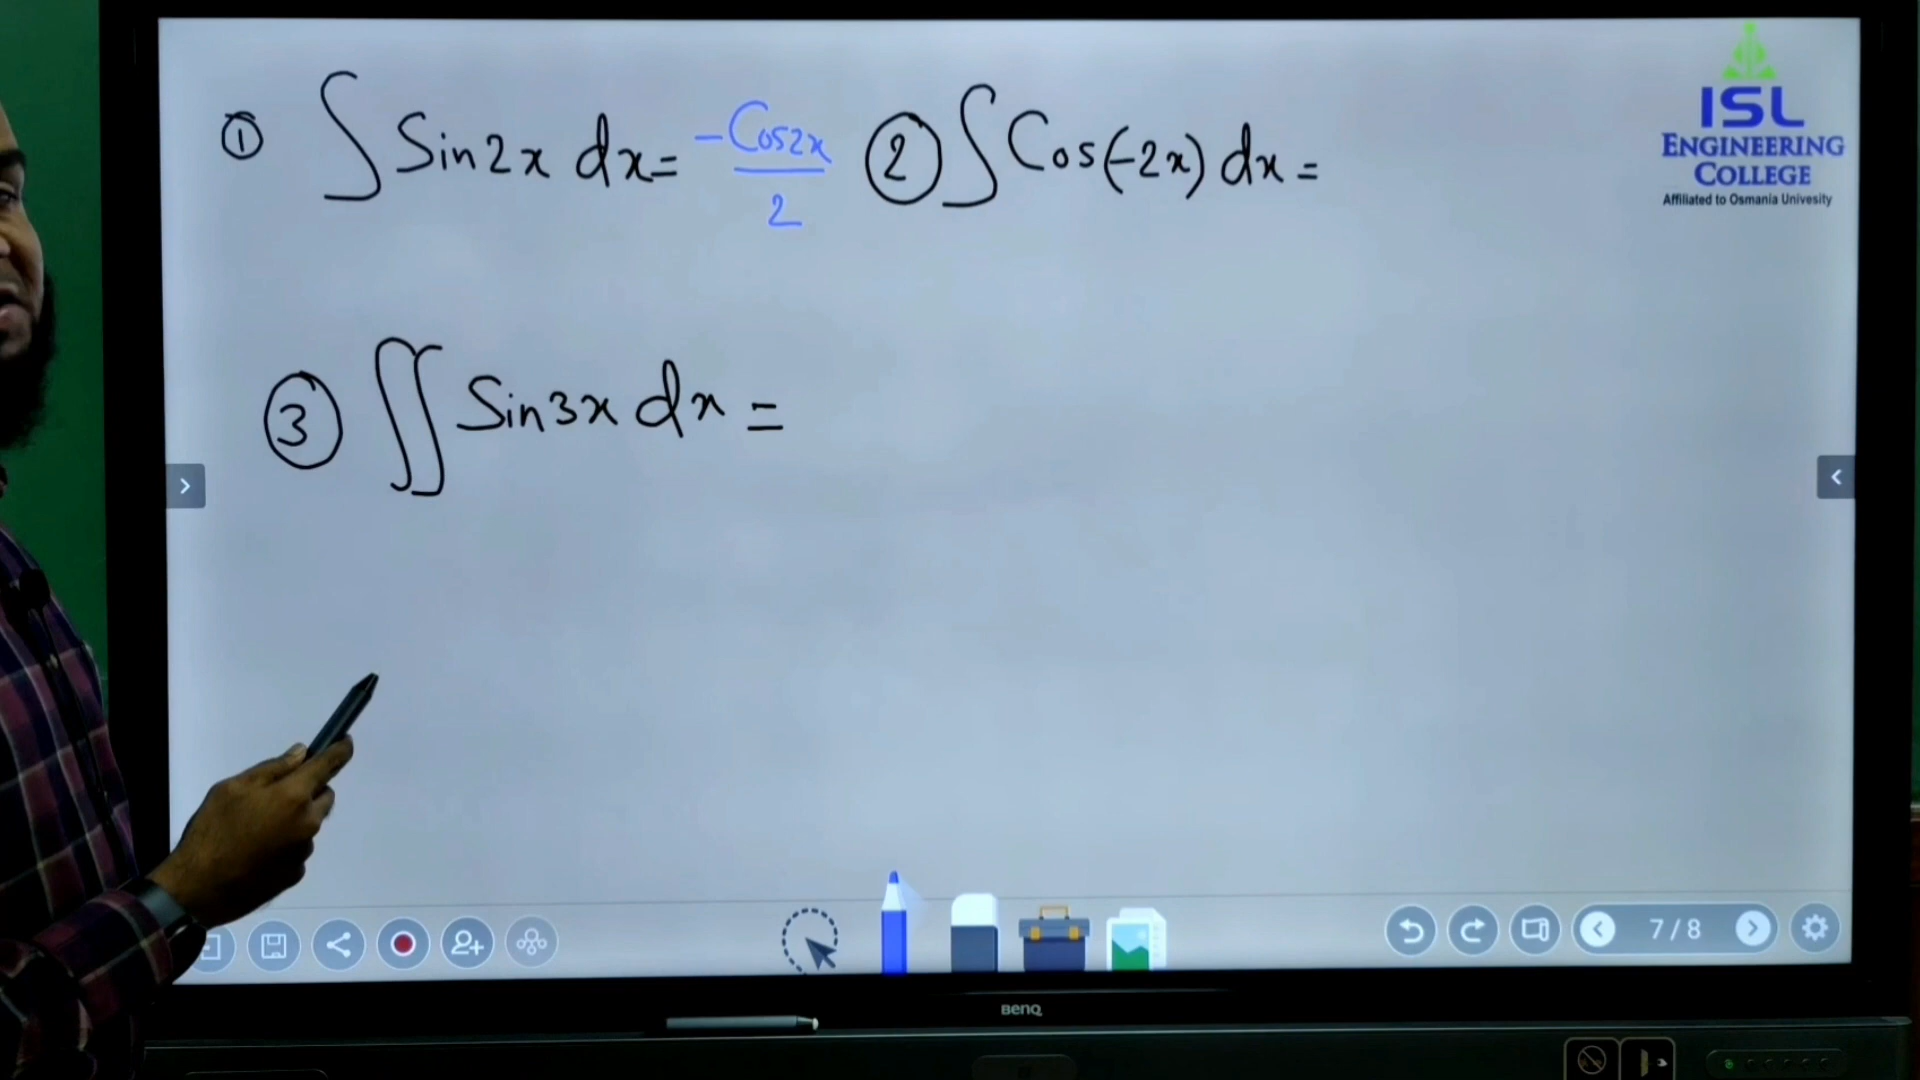 ① ∫ Sin2x dx = -Cos2x/2 ② ∫ Cos(-2x) dx =
③ ∫∫ Sin3x dx =
ISL
ENGINEERING
COLLEGE
Affiliated to Osmania Univesity
7/8
BenQ